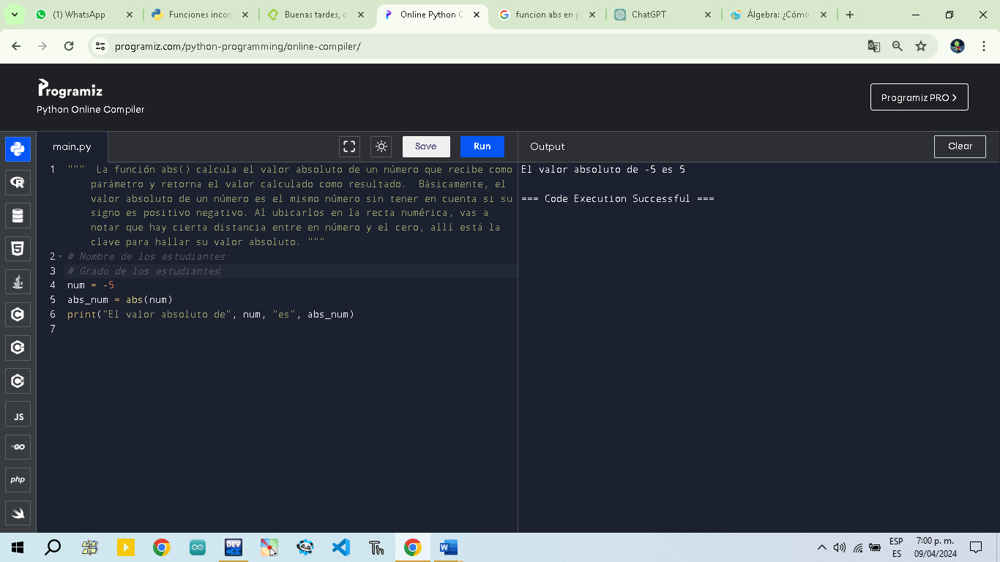 (1) WhatsApp
Funciones incor
Buenas tardes, c
Online Python C
funcion abs en p
ChatGPT
Álgebra: ¿Cómo
programiz.com/python-programming/online-compiler/
Programiz
Python Online Compiler
Programiz PRO
main.py
Save
Run
Output
Clear
1 """  La función abs() calcula el valor absoluto de un número que recibe como
parámetro y retorna el valor calculado como resultado.  Básicamente, el
valor absoluto de un número es el mismo número sin tener en cuenta si su
signo es positivo negativo. Al ubicarlos en la recta numérica, vas a
notar que hay cierta distancia entre en número y el cero, allí está la
clave para hallar su valor absoluto. """
2 # Nombre de los estudiantes:
3 # Grado de los estudiantes
4 num = -5
5 abs_num = abs(num)
6 print("El valor absoluto de", num, "es", abs_num)
7
El valor absoluto de -5 es 5
=== Code Execution Successful ===
R
5
C
C
C
JS
GO
php
DEV
Th
W
ESP
ES
7:00 p. m.
09/04/2024